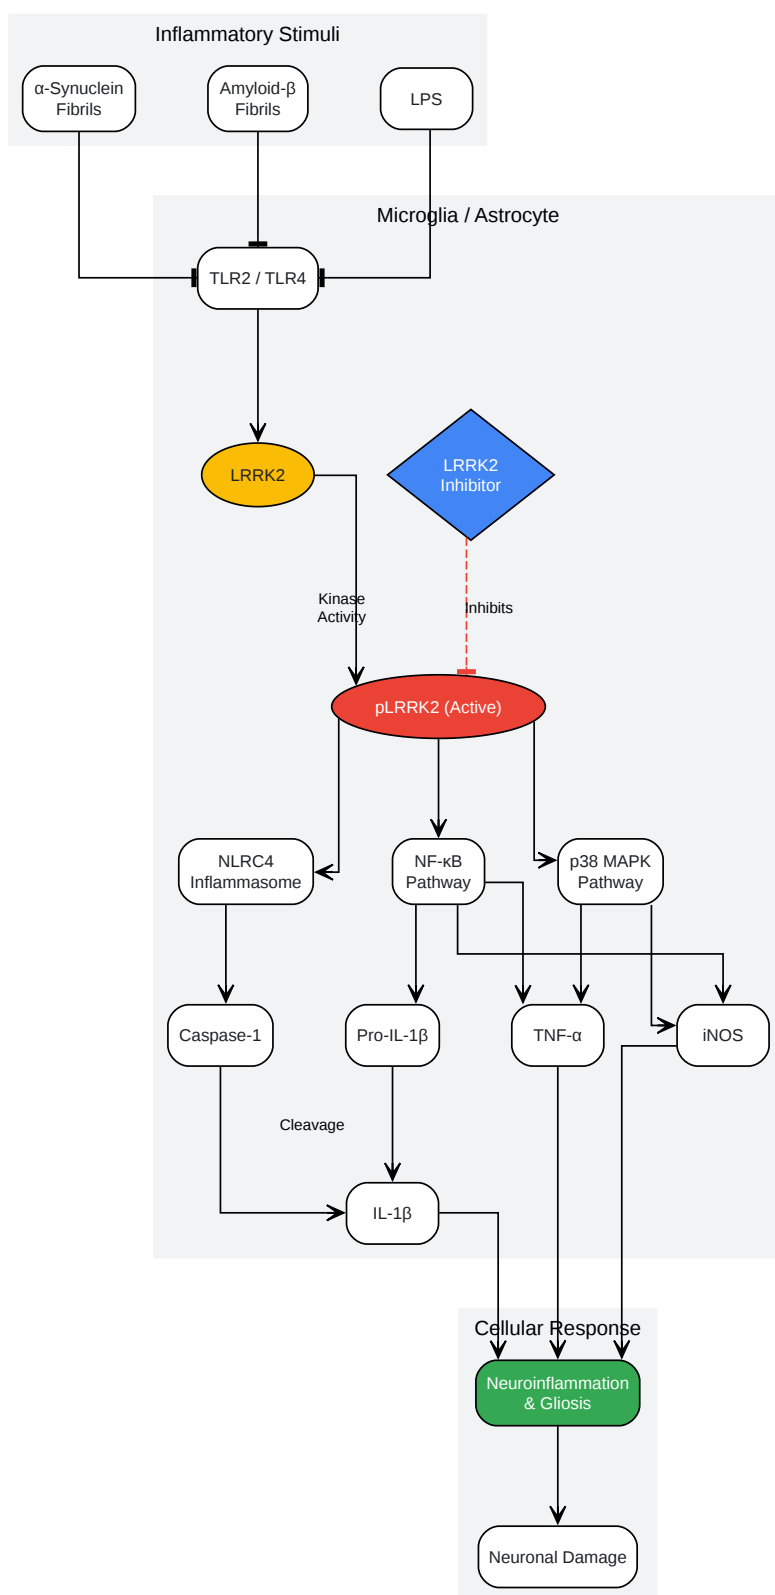 Inflammatory Stimuli
α-Synuclein
Fibrils
Amyloid-β
Fibrils
LPS
Microglia / Astrocyte
TLR2 / TLR4
LRRK2
LRRK2
Inhibitor
Kinase
Activity
Inhibits
pLRRK2 (Active)
NLRC4
Inflammasome
NF-κB
Pathway
p38 MAPK
Pathway
Caspase-1
Pro-IL-1β
TNF-α
iNOS
Cleavage
IL-1β
Cellular Response
Neuroinflammation
& Gliosis
Neuronal Damage